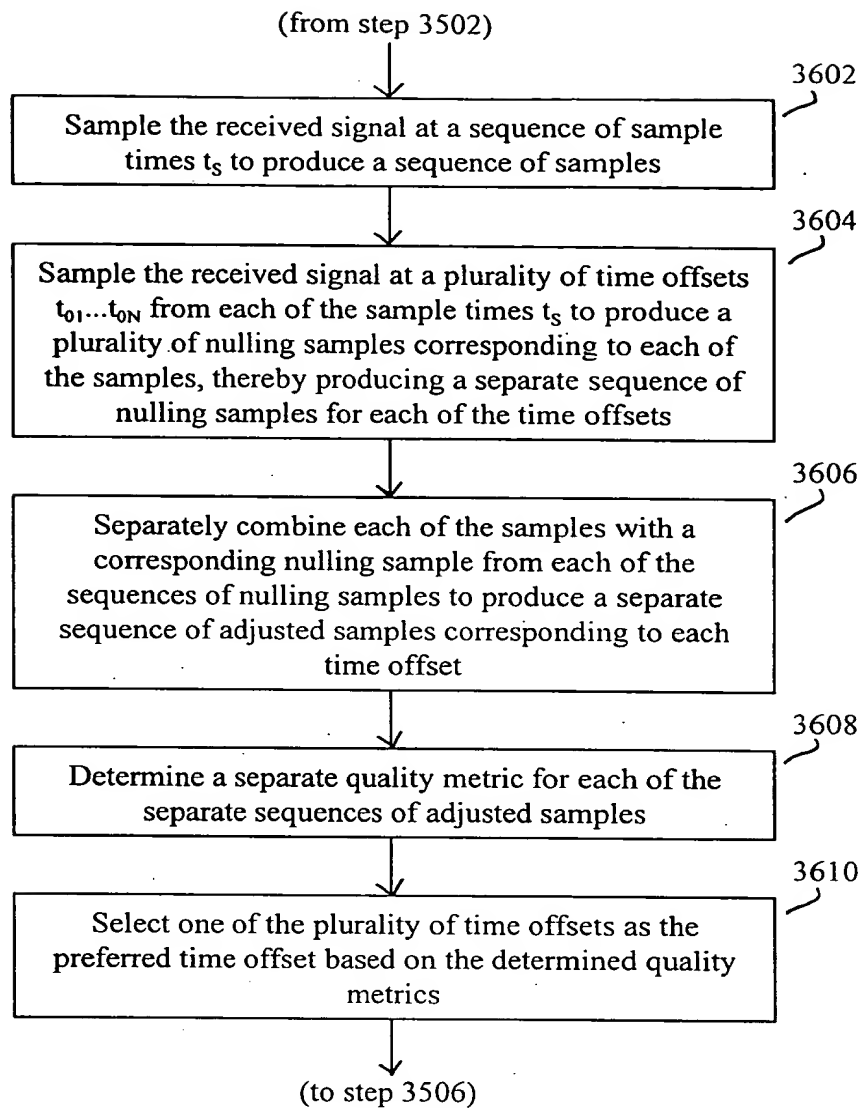 (from step 3502)
3602
Sample the received signal at a sequence of sample
times tS to produce a sequence of samples
3604
Sample the received signal at a plurality of time offsets
t01...t0N from each of the sample times tS to produce a
plurality of nulling samples corresponding to each of
the samples, thereby producing a separate sequence of
nulling samples for each of the time offsets
3606
Separately combine each of the samples with a
corresponding nulling sample from each of the
sequences of nulling samples to produce a separate
sequence of adjusted samples corresponding to each
time offset
3608
Determine a separate quality metric for each of the
separate sequences of adjusted samples
3610
Select one of the plurality of time offsets as the
preferred time offset based on the determined quality
metrics
(to step 3506)